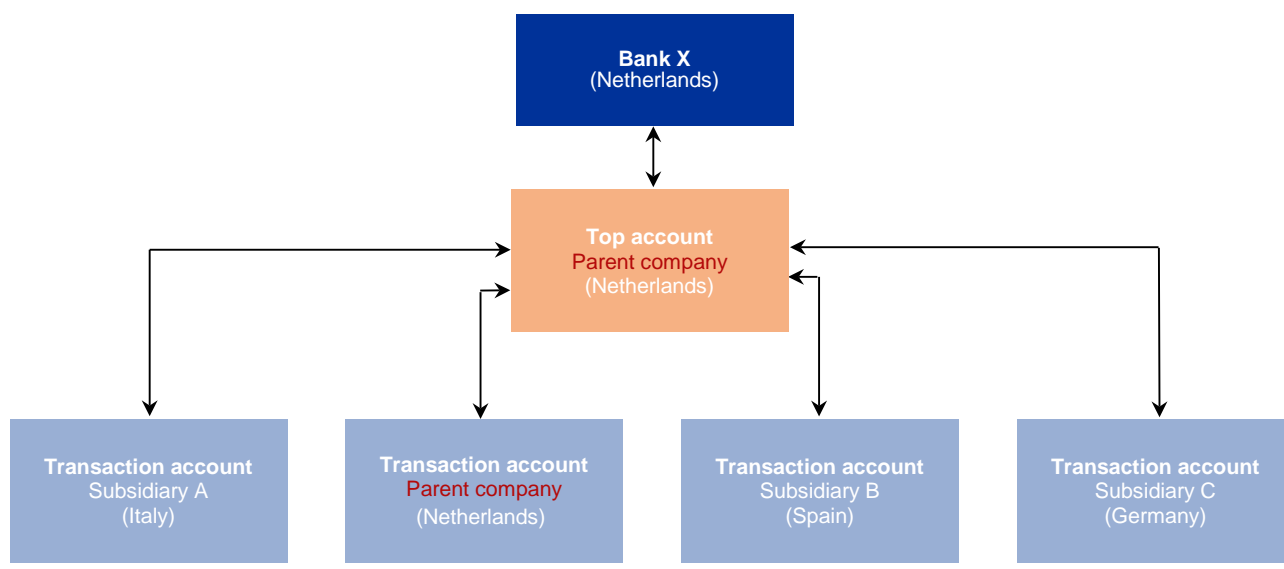 Bank X
(Netherlands)
Top account
Parent company
(Netherlands)
Transaction account
Subsidiary A
(Italy)
Transaction account
Parent company
(Netherlands)
Transaction account
Subsidiary B
(Spain)
Transaction account
Subsidiary C
(Germany)